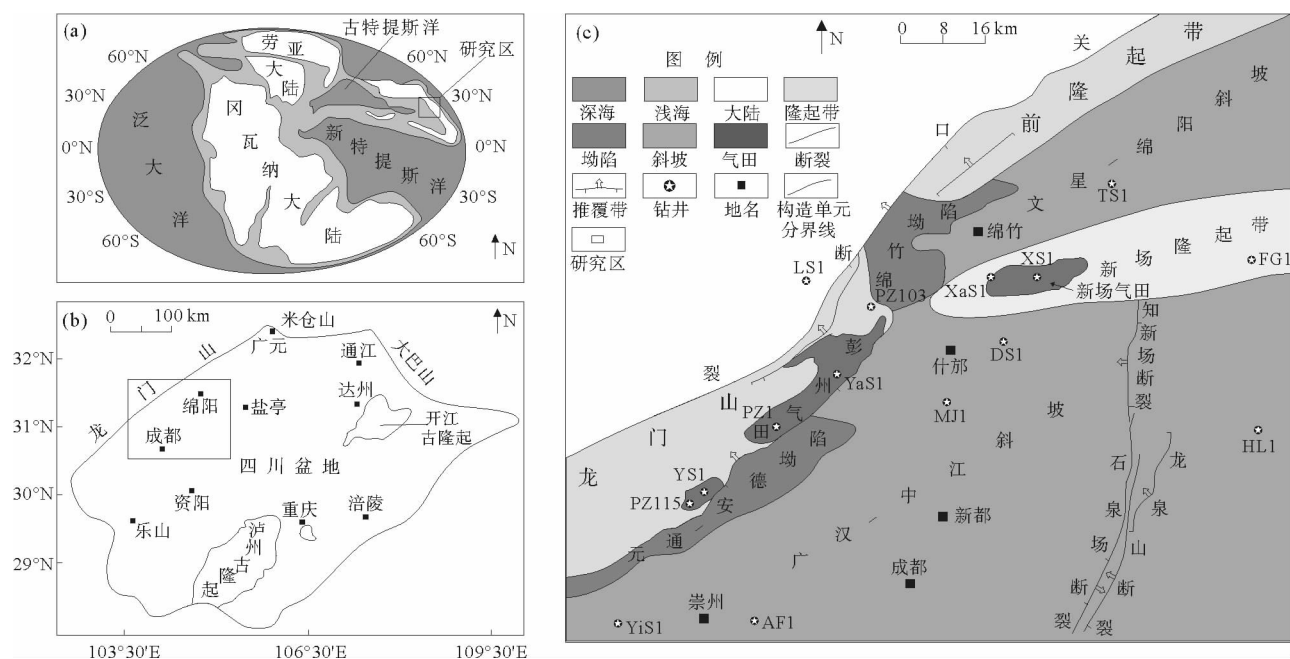 (a)
古特提斯洋
研究区
60°N
60°N
30°N
30°N
0°N
0°N
30°S
30°S
60°S
60°S
劳亚大陆
冈瓦纳大陆
泛大洋
新特提斯洋
N
(b)
0 100 km
N
米仓山
广元
通江
大巴山
龙门山
达州
绵阳
盐亭
开江
古隆起
成都
四川盆地
资阳
重庆
涪陵
乐山
泸州古隆起
32°N
31°N
30°N
29°N
103°30′E
106°30′E
109°30′E
(c)
N
0 8 16 km
图 例
深海
浅海
大陆
隆起带
坳陷
斜坡
气田
断裂
推覆带
钻井
地名
构造单元
分界线
研究区
关口断裂
前隆起带
绵阳斜坡
文星
TS1
绵竹坳陷
绵竹
新场隆起带
FG1
XS1
XaS1
新场气田
LS1
PZ103
知新场断裂
DS1
什邡
彭州气田
YaS1
MJ1
PZ1
HL1
龙门山
YS1
PZ115
元通
安德坳陷
广汉
中江斜坡
新都
成都
石泉场断裂
龙泉山断裂
崇州
YiS1
AF1